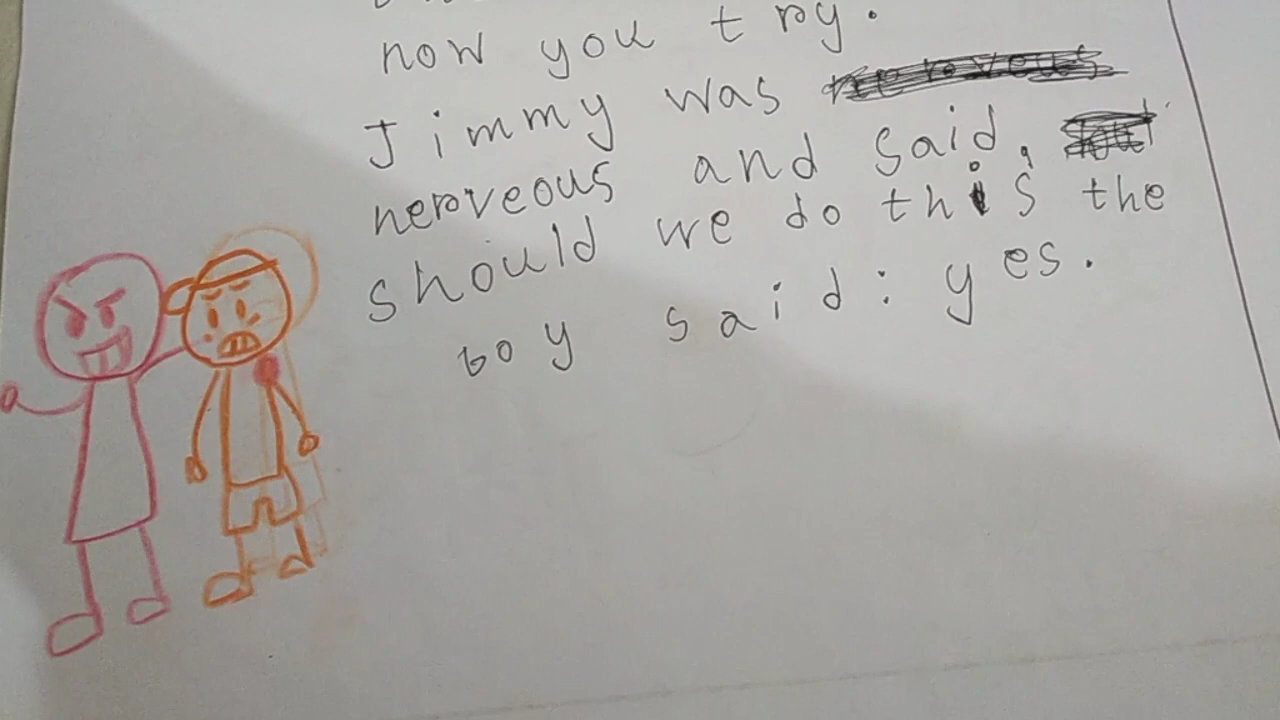 now you try.
Jimmy was
nerveous and said,
should we do this the
boy said: yes.